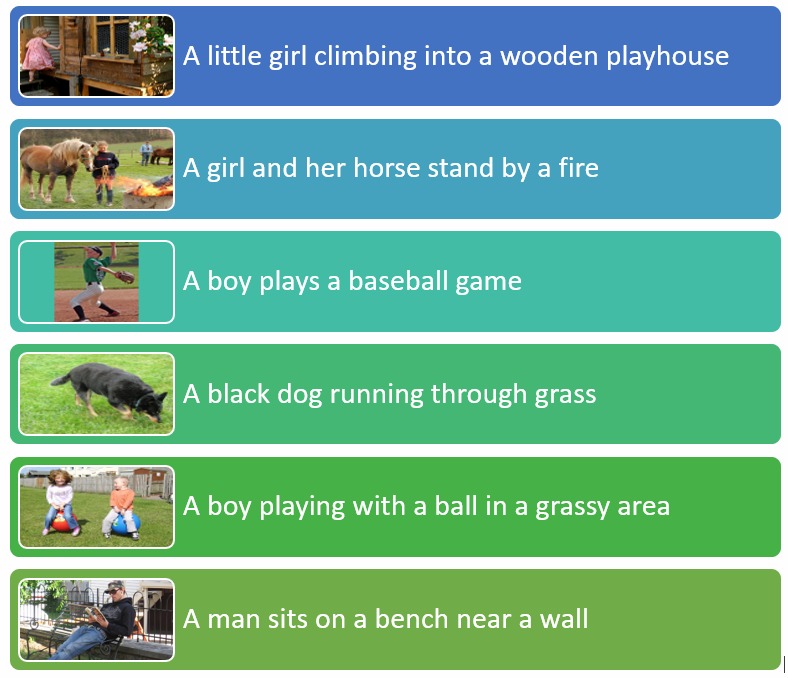 A little girl climbing into a wooden playhouse
A girl and her horse stand by a fire
A boy plays a baseball game
A black dog running through grass
A boy playing with a ball in a grassy area
A man sits on a bench near a wall